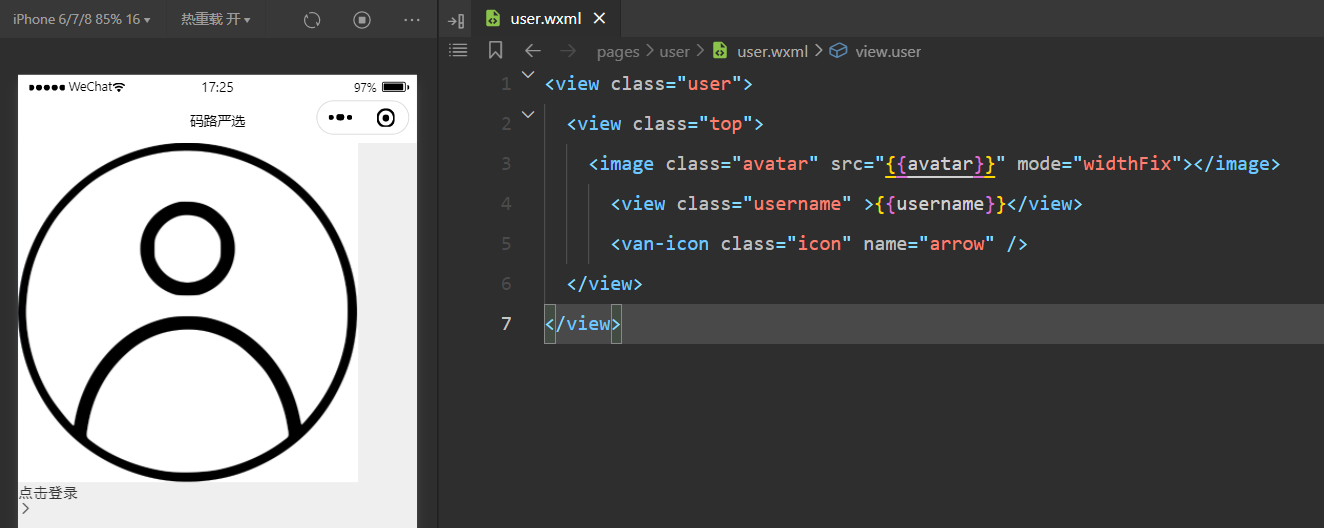 iPhone 6/7/8 85% 16 ▾ 热重载 开 ▾
user.wxml
pages > user > user.wxml > view.user
WeChat 17:25 97%
码路严选
点击登录
1 <view class="user">
2 <view class="top">
3 <image class="avatar" src="{{avatar}}" mode="widthFix"></image>
4 <view class="username" >{{username}}</view>
5 <van-icon class="icon" name="arrow" />
6 </view>
7 </view>